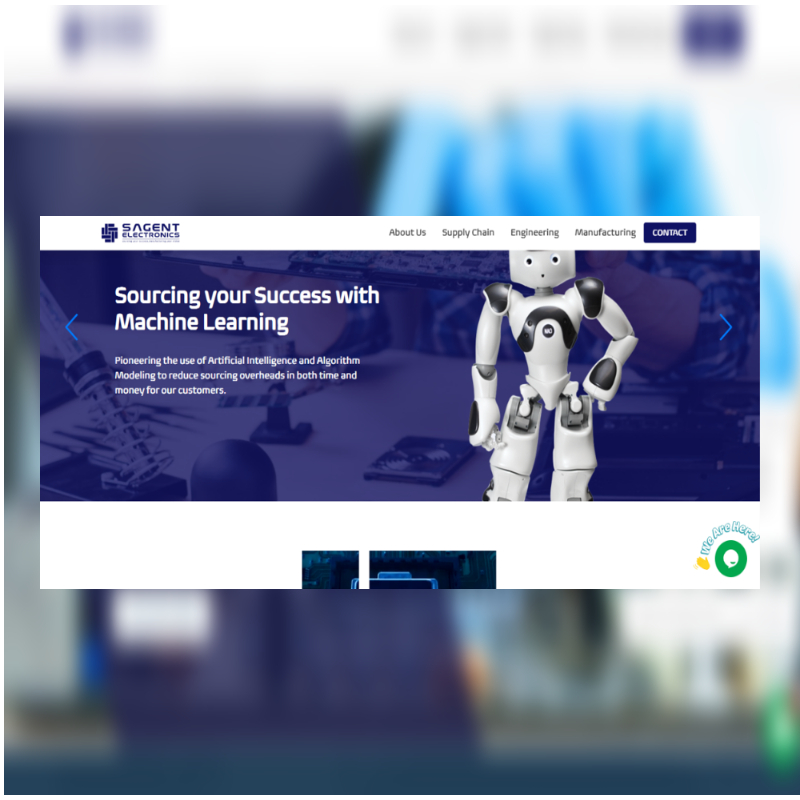 SAGENT
ELECTRONICS
About Us
Supply Chain
Engineering
Manufacturing
CONTACT
Sourcing your Success with
Machine Learning
Pioneering the use of Artificial Intelligence and Algorithm
Modeling to reduce sourcing overheads in both time and
money for our customers.
We Are Here!